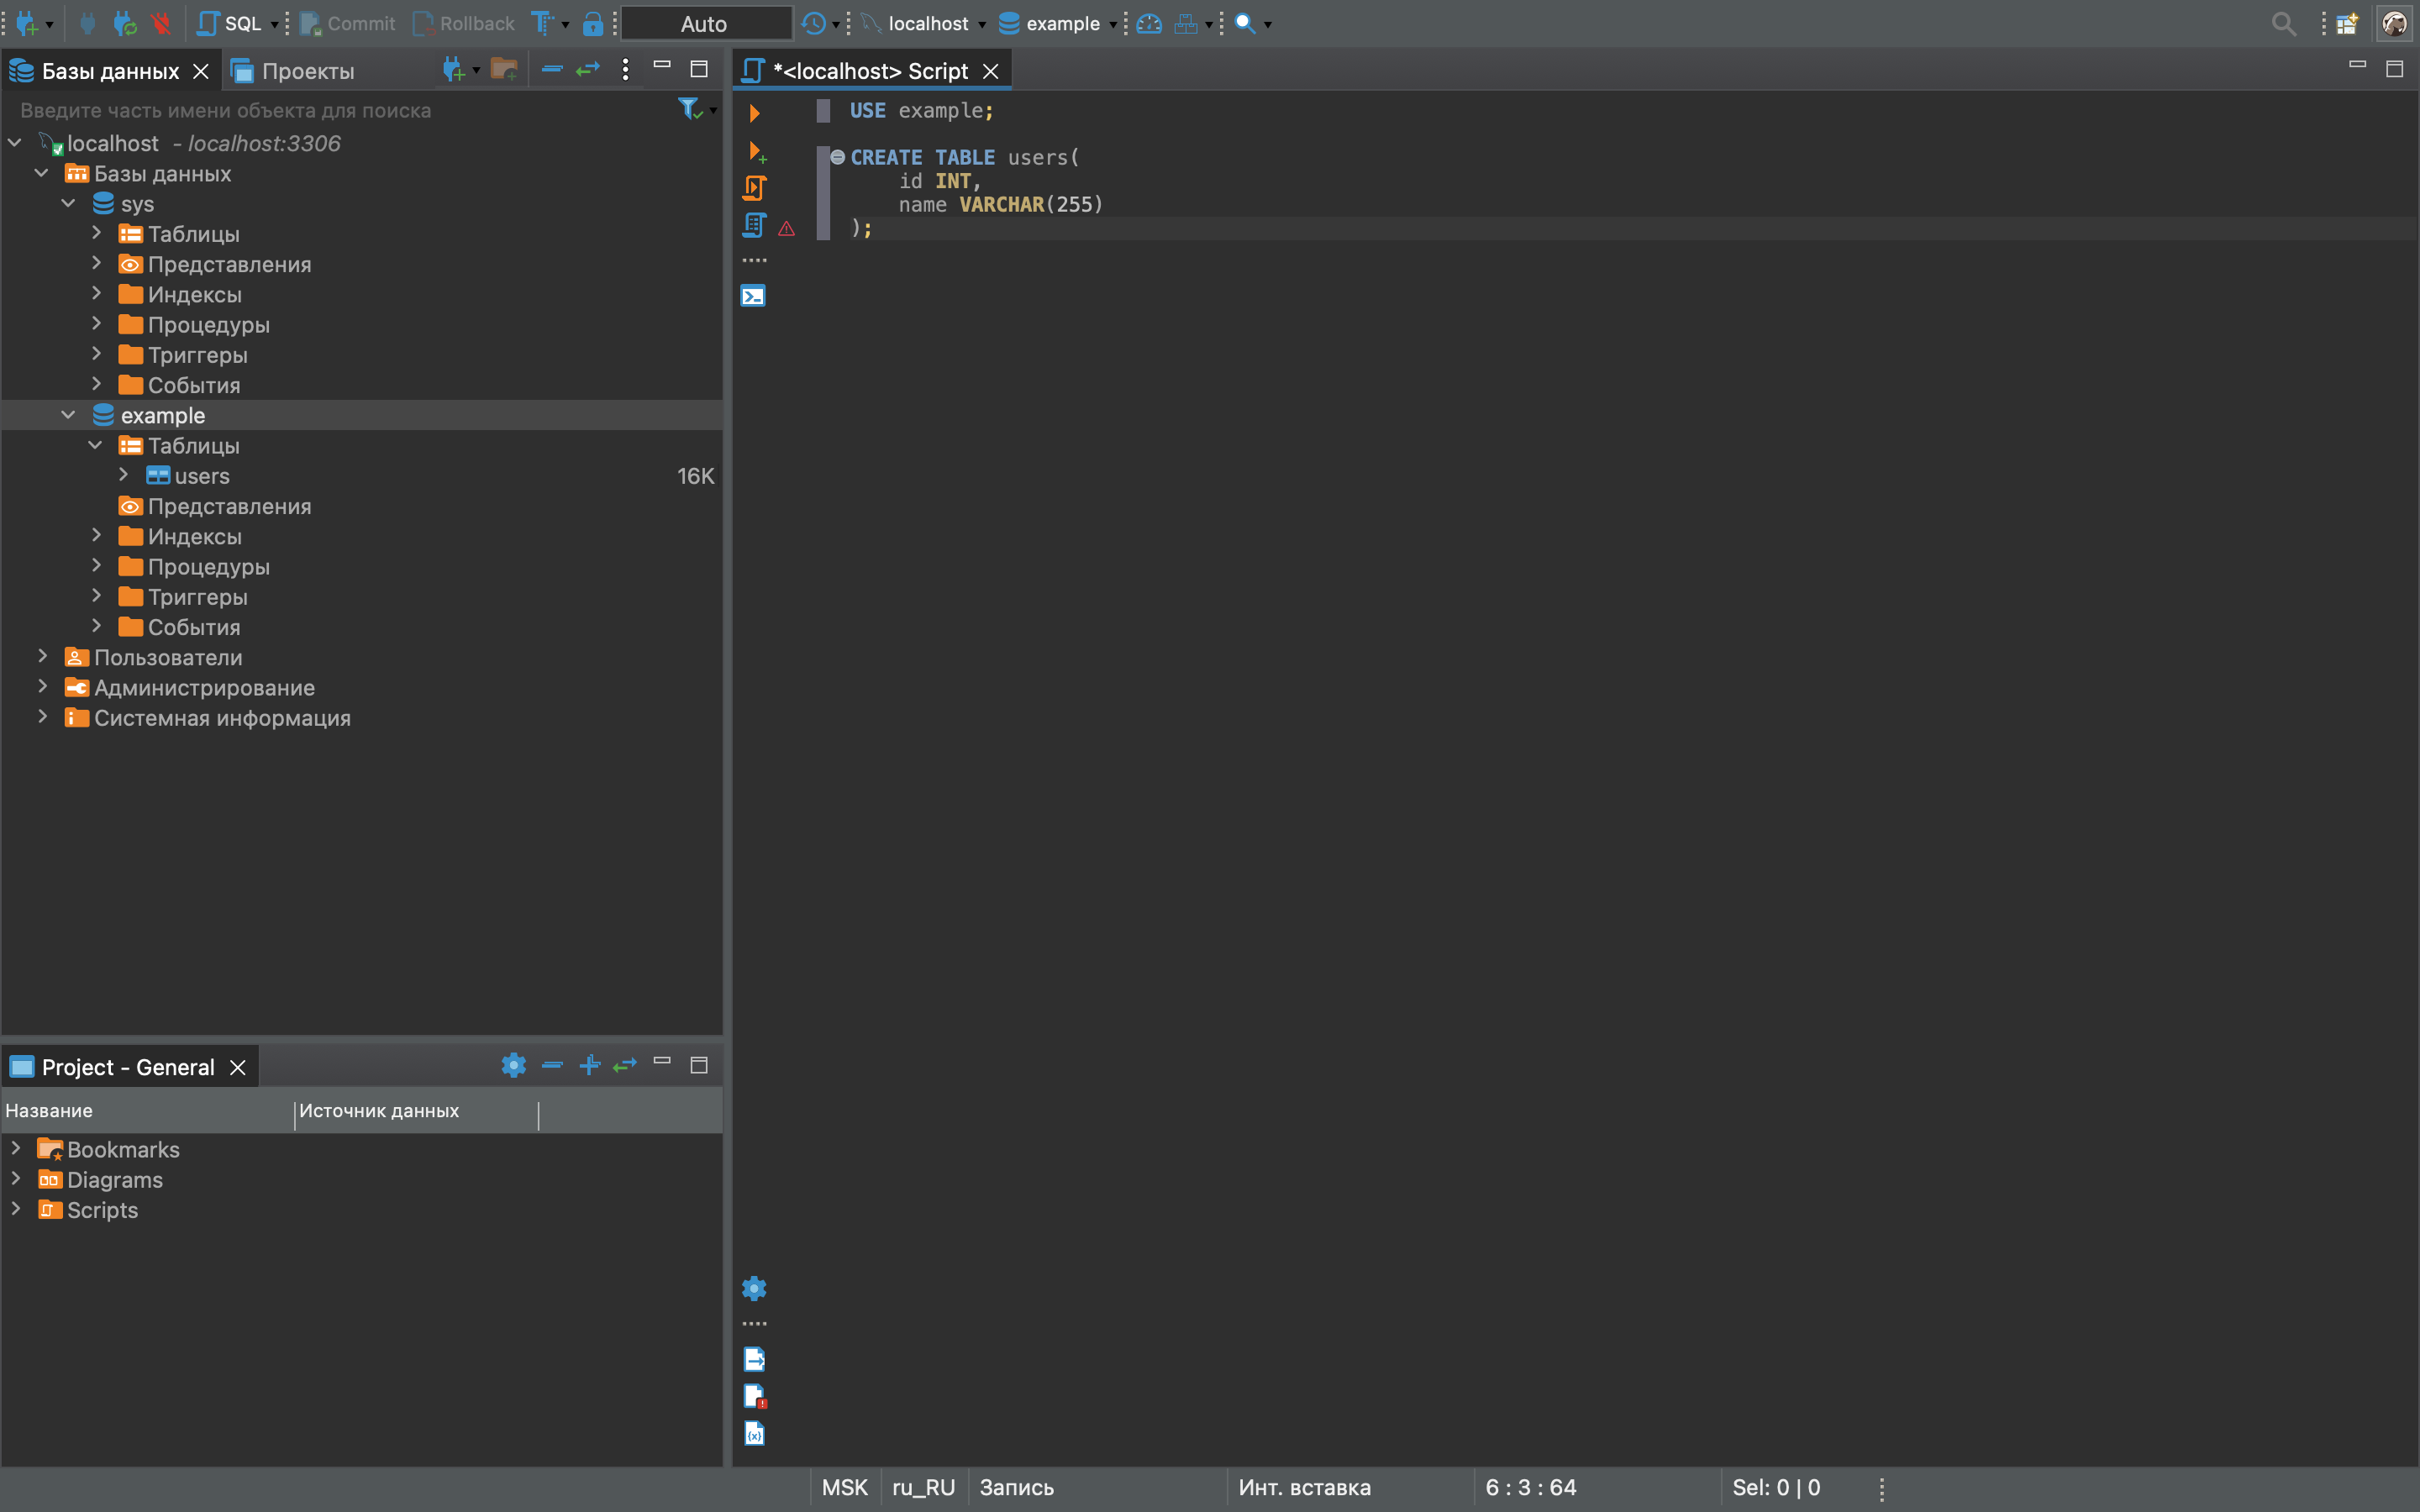 SQL Commit Rollback Auto localhost example
Базы данных Проекты
Введите часть имени объекта для поиска
localhost - localhost:3306
Базы данных
sys
Таблицы
Представления
Индексы
Процедуры
Триггеры
События
example
Таблицы
users 16K
Представления
Индексы
Процедуры
Триггеры
События
Пользователи
Администрирование
Системная информация
Project - General
Название Источник данных
Bookmarks
Diagrams
Scripts
*<localhost> Script
USE example;
CREATE TABLE users(
id INT,
name VARCHAR(255)
);
MSK ru_RU Запись Инт. вставка 6 : 3 : 64 Sel: 0 | 0